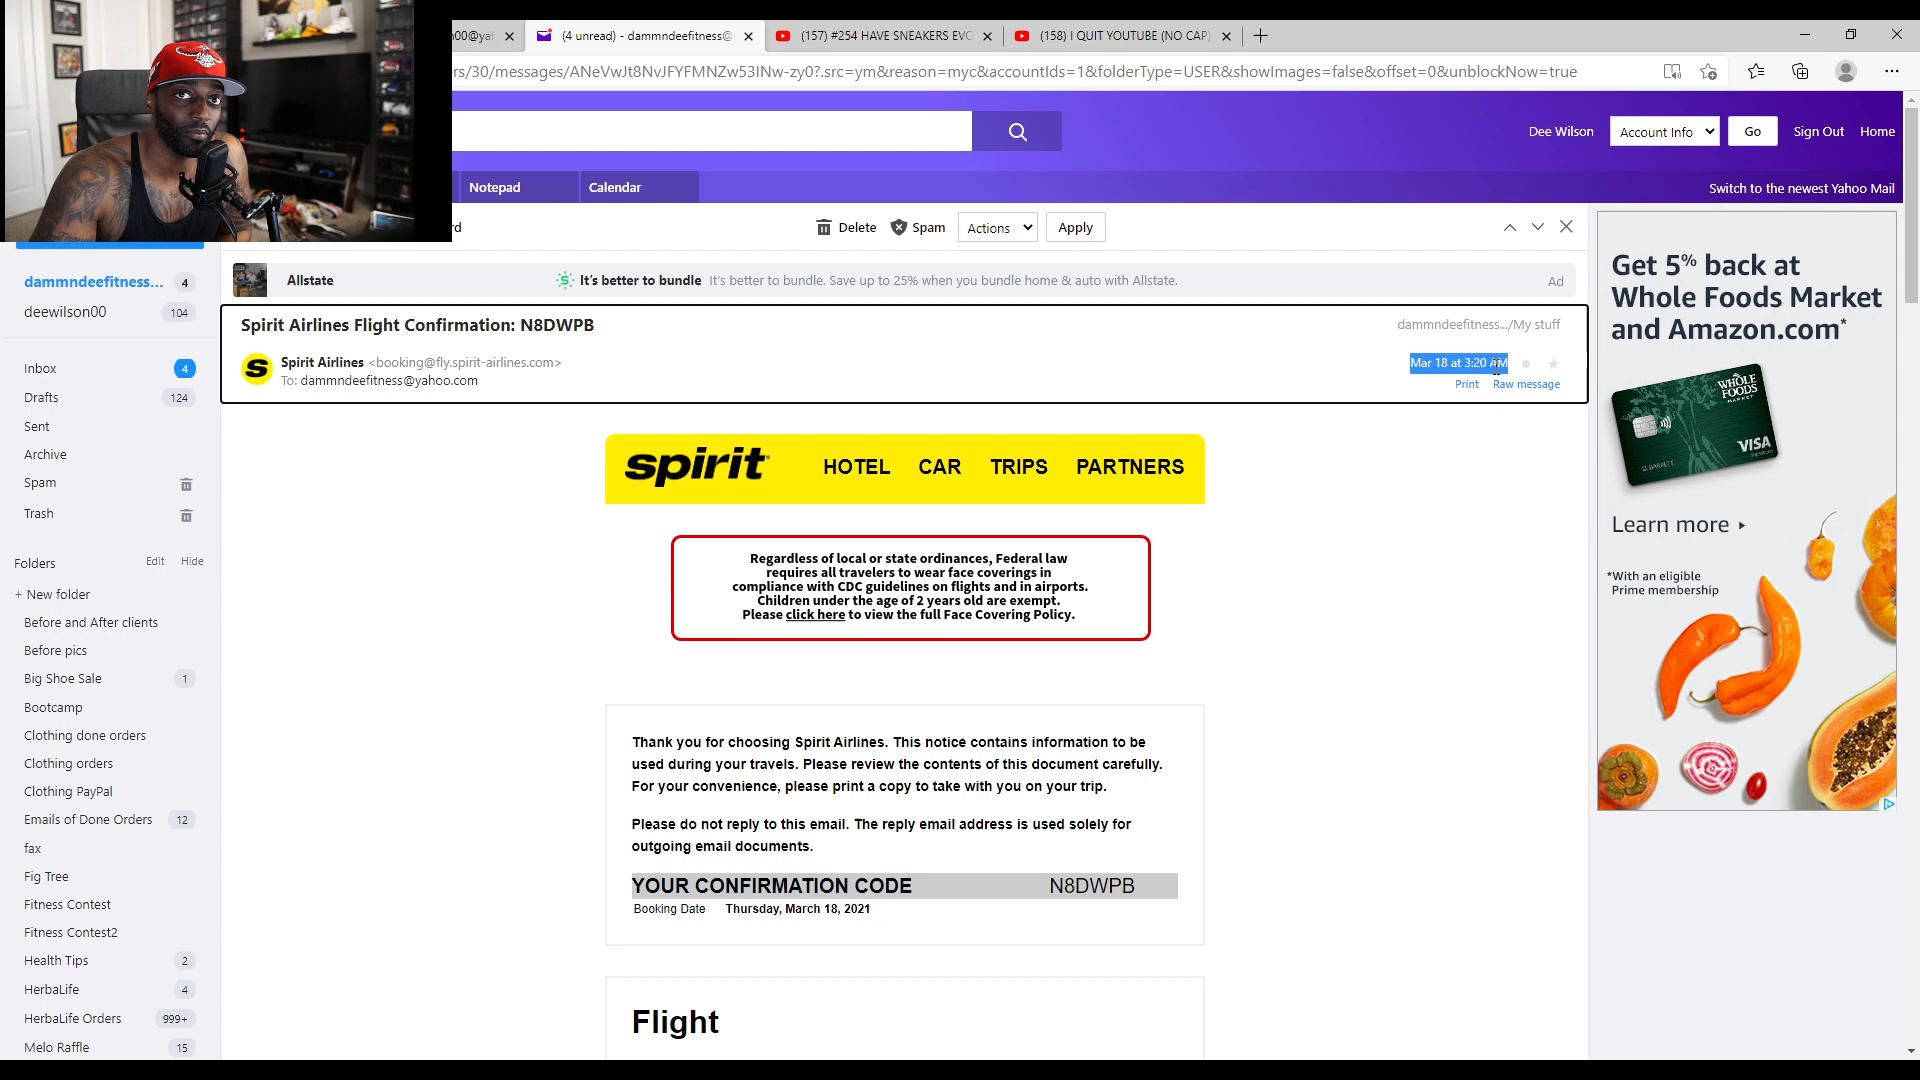 n00@yah
(4 unread) - dammndeefitness@
(157) #254 HAVE SNEAKERS EVO
(158) I QUIT YOUTUBE (NO CAP)
rs/30/messages/ANeVwJt8NvJFYFMNZw53INw-zy0?.src=ym&reason=myc&accountIds=1&folderType=USER&showImages=false&offset=0&unblockNow=true
Dee Wilson
Account Info
Go
Sign Out
Home
Notepad
Calendar
Switch to the newest Yahoo Mail
rd
Delete
Spam
Actions
Apply
Allstate
It's better to bundle It's better to bundle. Save up to 25% when you bundle home & auto with Allstate.
Ad
Spirit Airlines Flight Confirmation: N8DWPB
dammndeefitness.../My stuff
S
Spirit Airlines <booking@fly.spirit-airlines.com>
To: dammndeefitness@yahoo.com
Mar 18 at 3:20 AM
Print
Raw message
dammndeefitness... 4
deewilson00 104
Inbox 4
Drafts 124
Sent
Archive
Spam
Trash
Folders Edit Hide
+ New folder
Before and After clients
Before pics
Big Shoe Sale 1
Bootcamp
Clothing done orders
Clothing orders
Clothing PayPal
Emails of Done Orders 12
fax
Fig Tree
Fitness Contest
Fitness Contest2
Health Tips 2
HerbaLife 4
HerbaLife Orders 999+
Melo Raffle 15
spirit HOTEL CAR TRIPS PARTNERS
Regardless of local or state ordinances, Federal law
requires all travelers to wear face coverings in
compliance with CDC guidelines on flights and in airports.
Children under the age of 2 years old are exempt.
Please click here to view the full Face Covering Policy.
Thank you for choosing Spirit Airlines. This notice contains information to be
used during your travels. Please review the contents of this document carefully.
For your convenience, please print a copy to take with you on your trip.
Please do not reply to this email. The reply email address is used solely for
outgoing email documents.
YOUR CONFIRMATION CODE N8DWPB
Booking Date Thursday, March 18, 2021
Flight
Get 5% back at
Whole Foods Market
and Amazon.com*
WHOLE
FOODS
MARKET
VISA
Signature
D. BARRETT
Learn more
*With an eligible
Prime membership